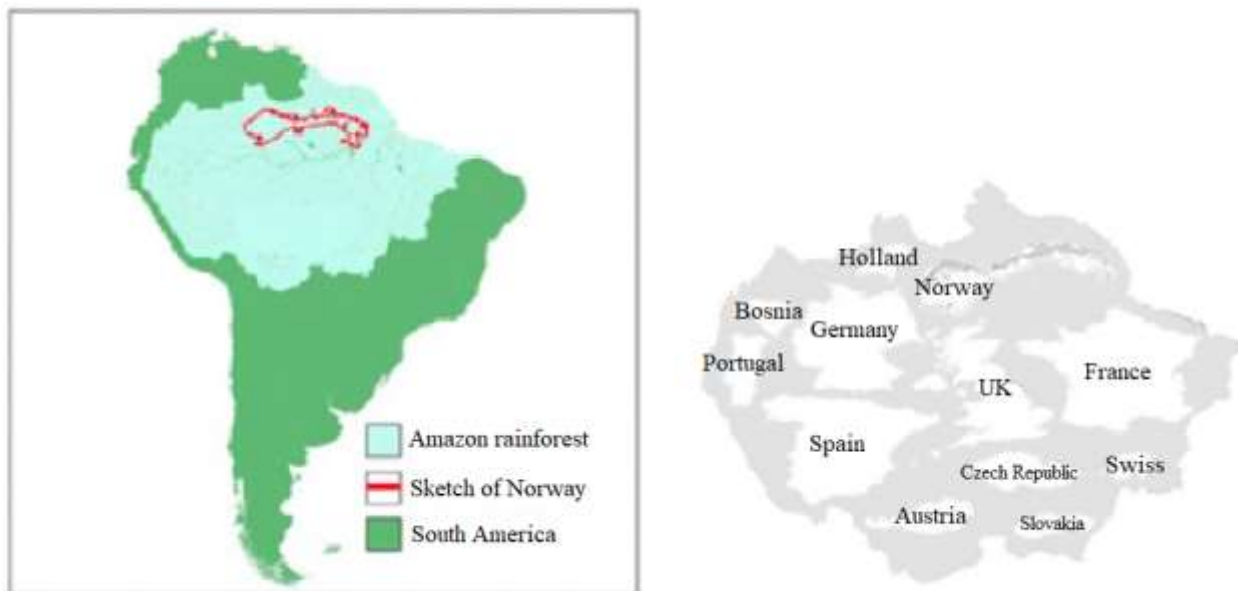 Amazon rainforest
Sketch of Norway
South America
Holland
Norway
Bosnia
Germany
Portugal
France
UK
Spain
Czech Republic
Swiss
Austria
Slovakia